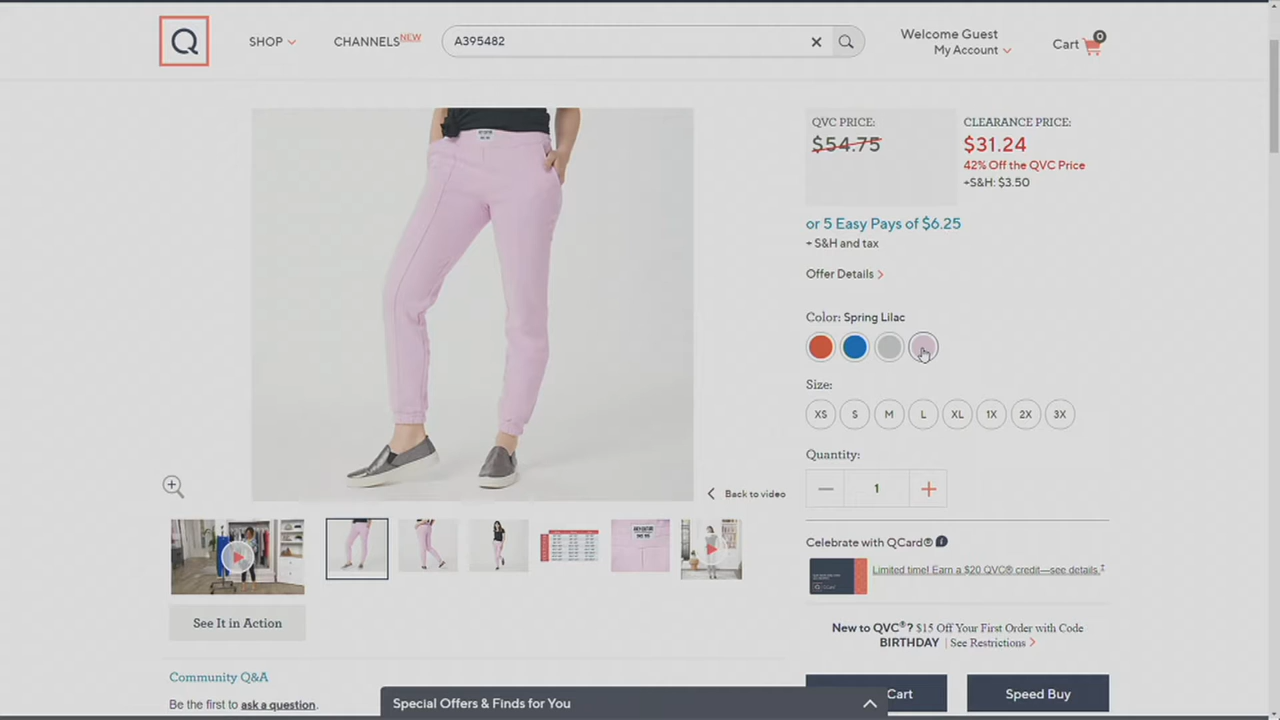 Q
SHOP
CHANNELS NEW
A395482
Welcome Guest
My Account
Cart
0
QVC PRICE:
$54.75
CLEARANCE PRICE:
$31.24
42% Off the QVC Price
+S&H: $3.50
or 5 Easy Pays of $6.25
+ S&H and tax
Offer Details
Color: Spring Lilac
Size:
XS S M L XL 1X 2X 3X
Quantity:
1
Back to video
Celebrate with QCard®
Limited time! Earn a $20 QVC® credit—see details.‡
See It in Action
New to QVC®? $15 Off Your First Order with Code
BIRTHDAY | See Restrictions
Community Q&A
Be the first to ask a question.
Special Offers & Finds for You
Cart
Speed Buy